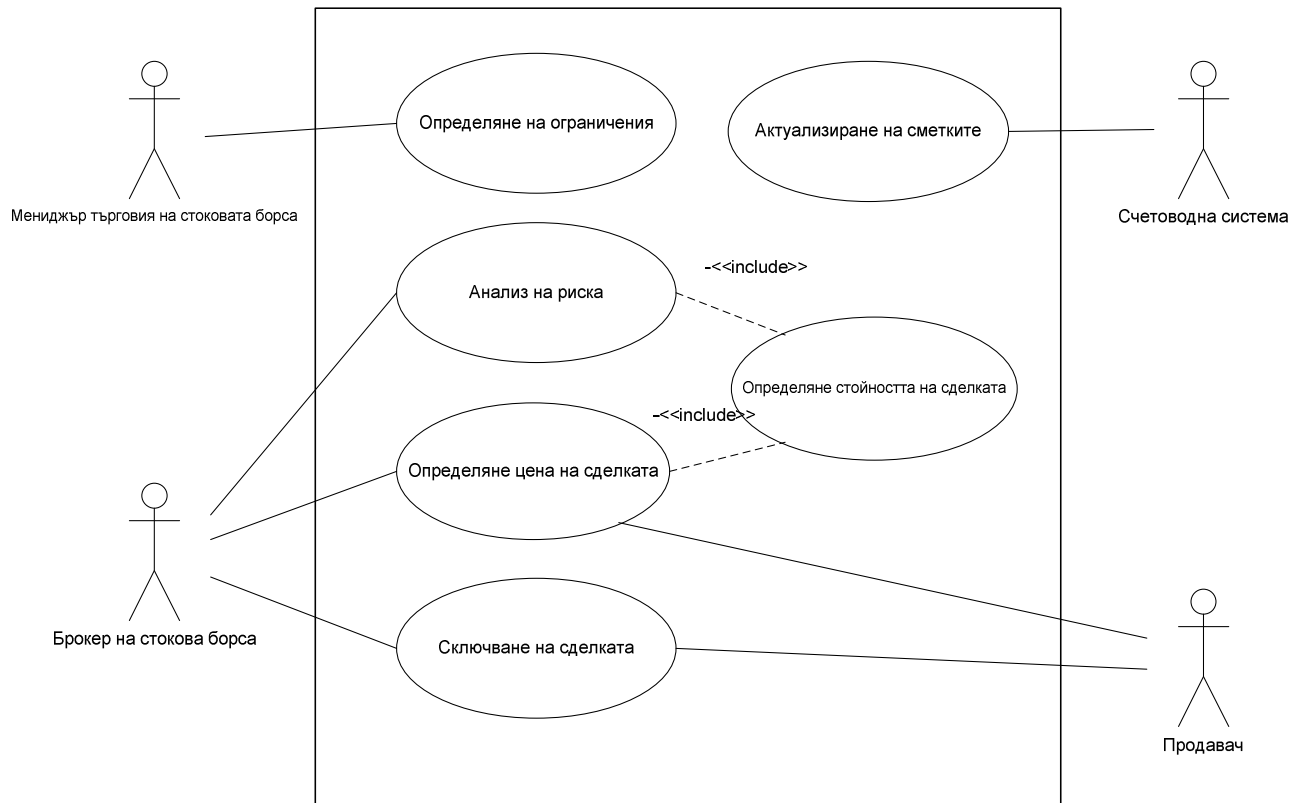 Определяне на ограничения
Актуализиране на сметките
Мениджър търговия на стоковата борса
Счетоводна система
-<<include>>
Анализ на риска
Определяне стойността на сделката
-<<include>>
Определяне цена на сделката
Брокер на стокова борса
Сключване на сделката
Продавач